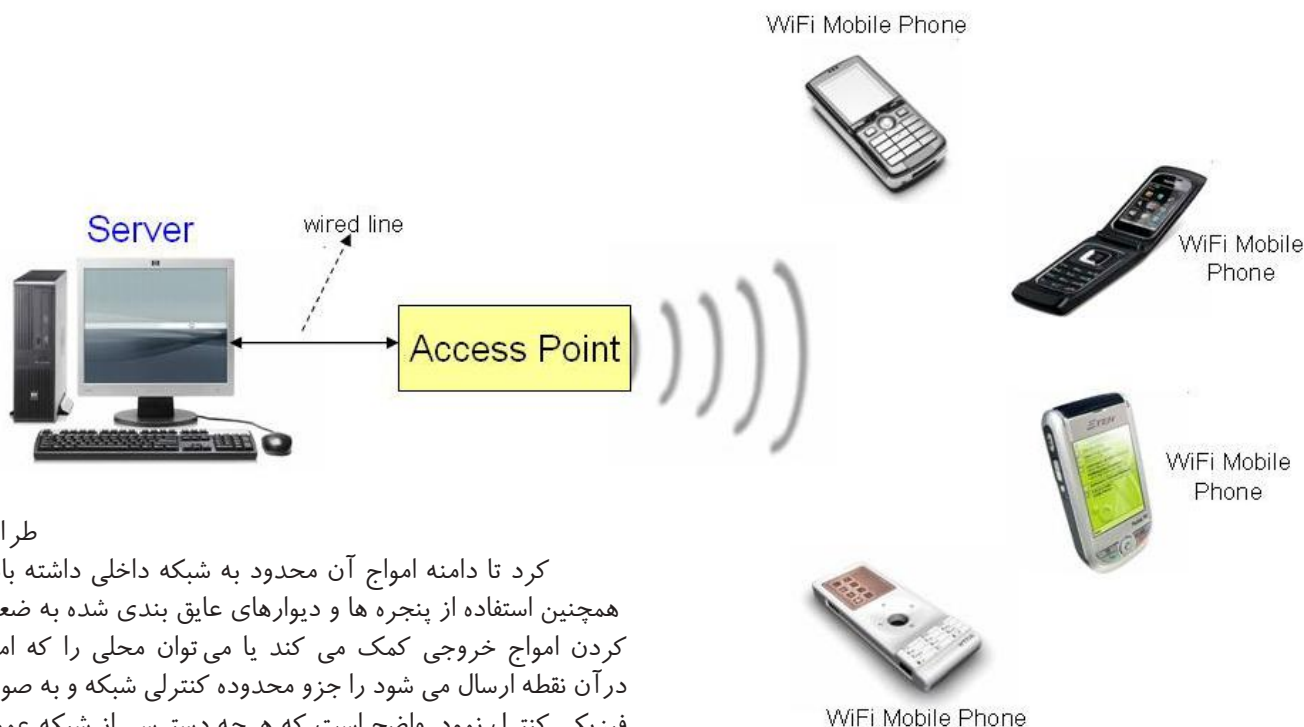 WiFi Mobile Phone
Server
wired line
WiFi Mobile
Phone
Access Point
WiFi Mobile
Phone
کرد تا دامنه امواج آن محدود به شبکه داخلی داشته
همچنین استفاده از پنجره ها و دیوارهای عایق بندی شده به
کردن امواج خروجی کمک می کند یا می توان محلی را که
درآن نقطه ارسال می شود را جزو محدوده کنترلی شبکه و به
WiFi Mobile Phone